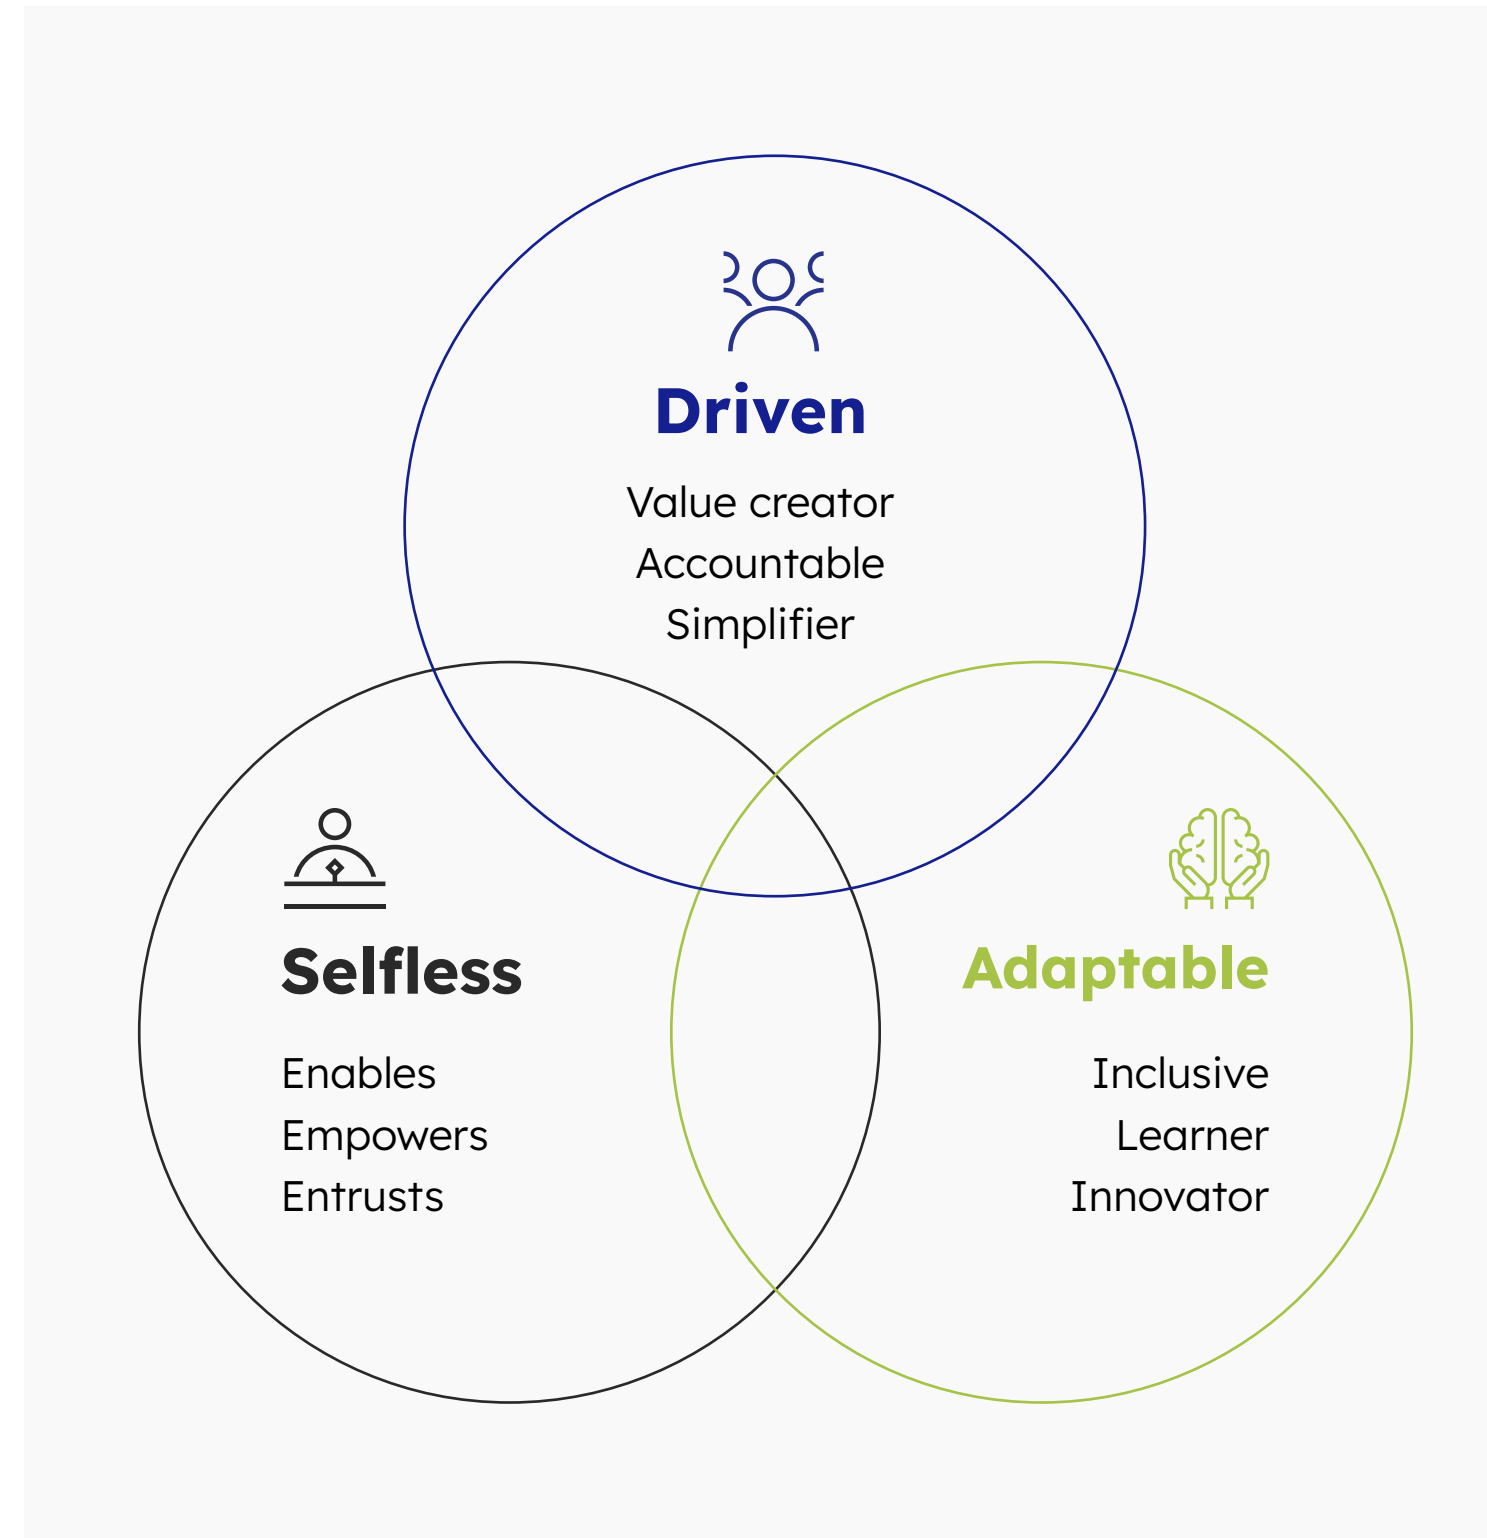 Driven
Value creator
Accountable
Simplifier
Selfless
Enables
Empowers
Entrusts
Adaptable
Inclusive
Learner
Innovator